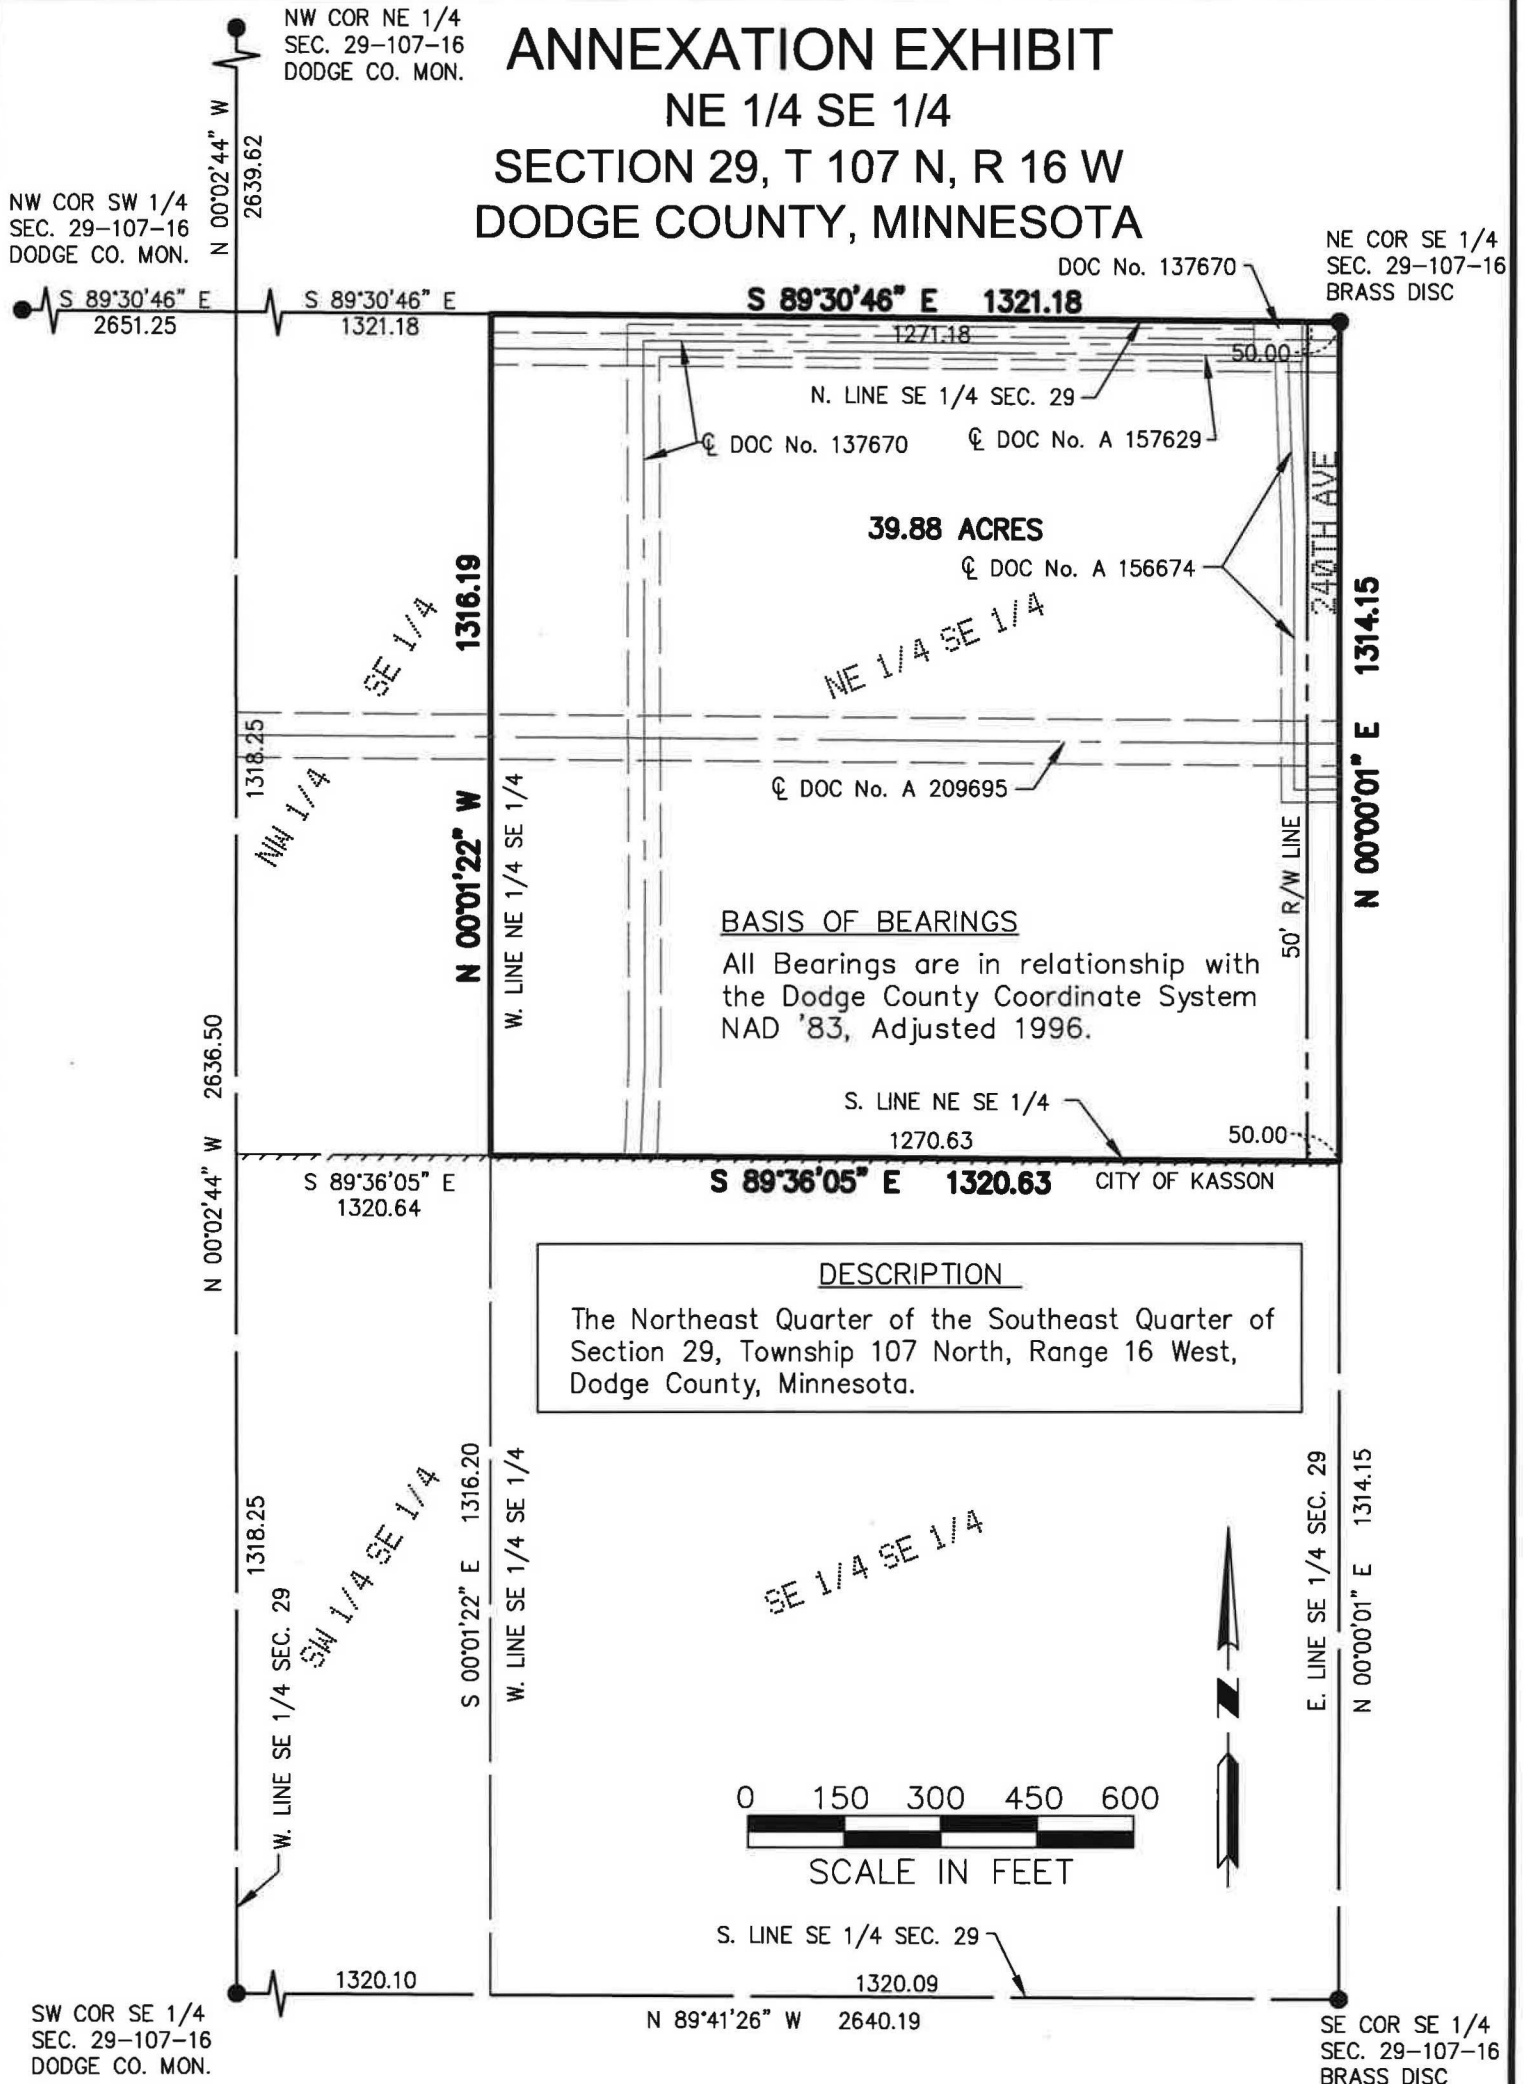 NW COR NE 1/4
SEC. 29-107-16
DODGE CO. MON.
ANNEXATION EXHIBIT
NE 1/4 SE 1/4
SECTION 29, T 107 N, R 16 W
DODGE COUNTY, MINNESOTA
N 00°02'44" W
2639.62
NW COR SW 1/4
SEC. 29-107-16
DODGE CO. MON.
NE COR SE 1/4
SEC. 29-107-16
BRASS DISC
DOC No. 137670
S 89°30'46" E
2651.25
S 89°30'46" E
1321.18
S 89°30'46" E 1321.18
1271.18
50.00
N. LINE SE 1/4 SEC. 29
℄ DOC No. 137670
℄ DOC No. A 157629
39.88 ACRES
℄ DOC No. A 156674
240TH AVE
1316.19
N 00°01'22" W
W. LINE NE 1/4 SE 1/4
1314.15
N 00°00'01" E
NE 1/4 SE 1/4
NW 1/4 SE 1/4
1318.25
℄ DOC No. A 209695
50' R/W LINE
BASIS OF BEARINGS
All Bearings are in relationship with
the Dodge County Coordinate System
NAD '83, Adjusted 1996.
N 00°02'44" W 2636.50
S. LINE NE SE 1/4
1270.63
50.00
S 89°36'05" E
1320.64
S 89°36'05" E 1320.63
CITY OF KASSON
DESCRIPTION
The Northeast Quarter of the Southeast Quarter of
Section 29, Township 107 North, Range 16 West,
Dodge County, Minnesota.
1318.25
W. LINE SE 1/4 SEC. 29
SW 1/4 SE 1/4
S 00°01'22" E 1316.20
W. LINE SE 1/4 SE 1/4
SE 1/4 SE 1/4
E. LINE SE 1/4 SEC. 29
N 00°00'01" E 1314.15
N
0 150 300 450 600
SCALE IN FEET
S. LINE SE 1/4 SEC. 29
1320.10
1320.09
N 89°41'26" W 2640.19
SW COR SE 1/4
SEC. 29-107-16
DODGE CO. MON.
SE COR SE 1/4
SEC. 29-107-16
BRASS DISC